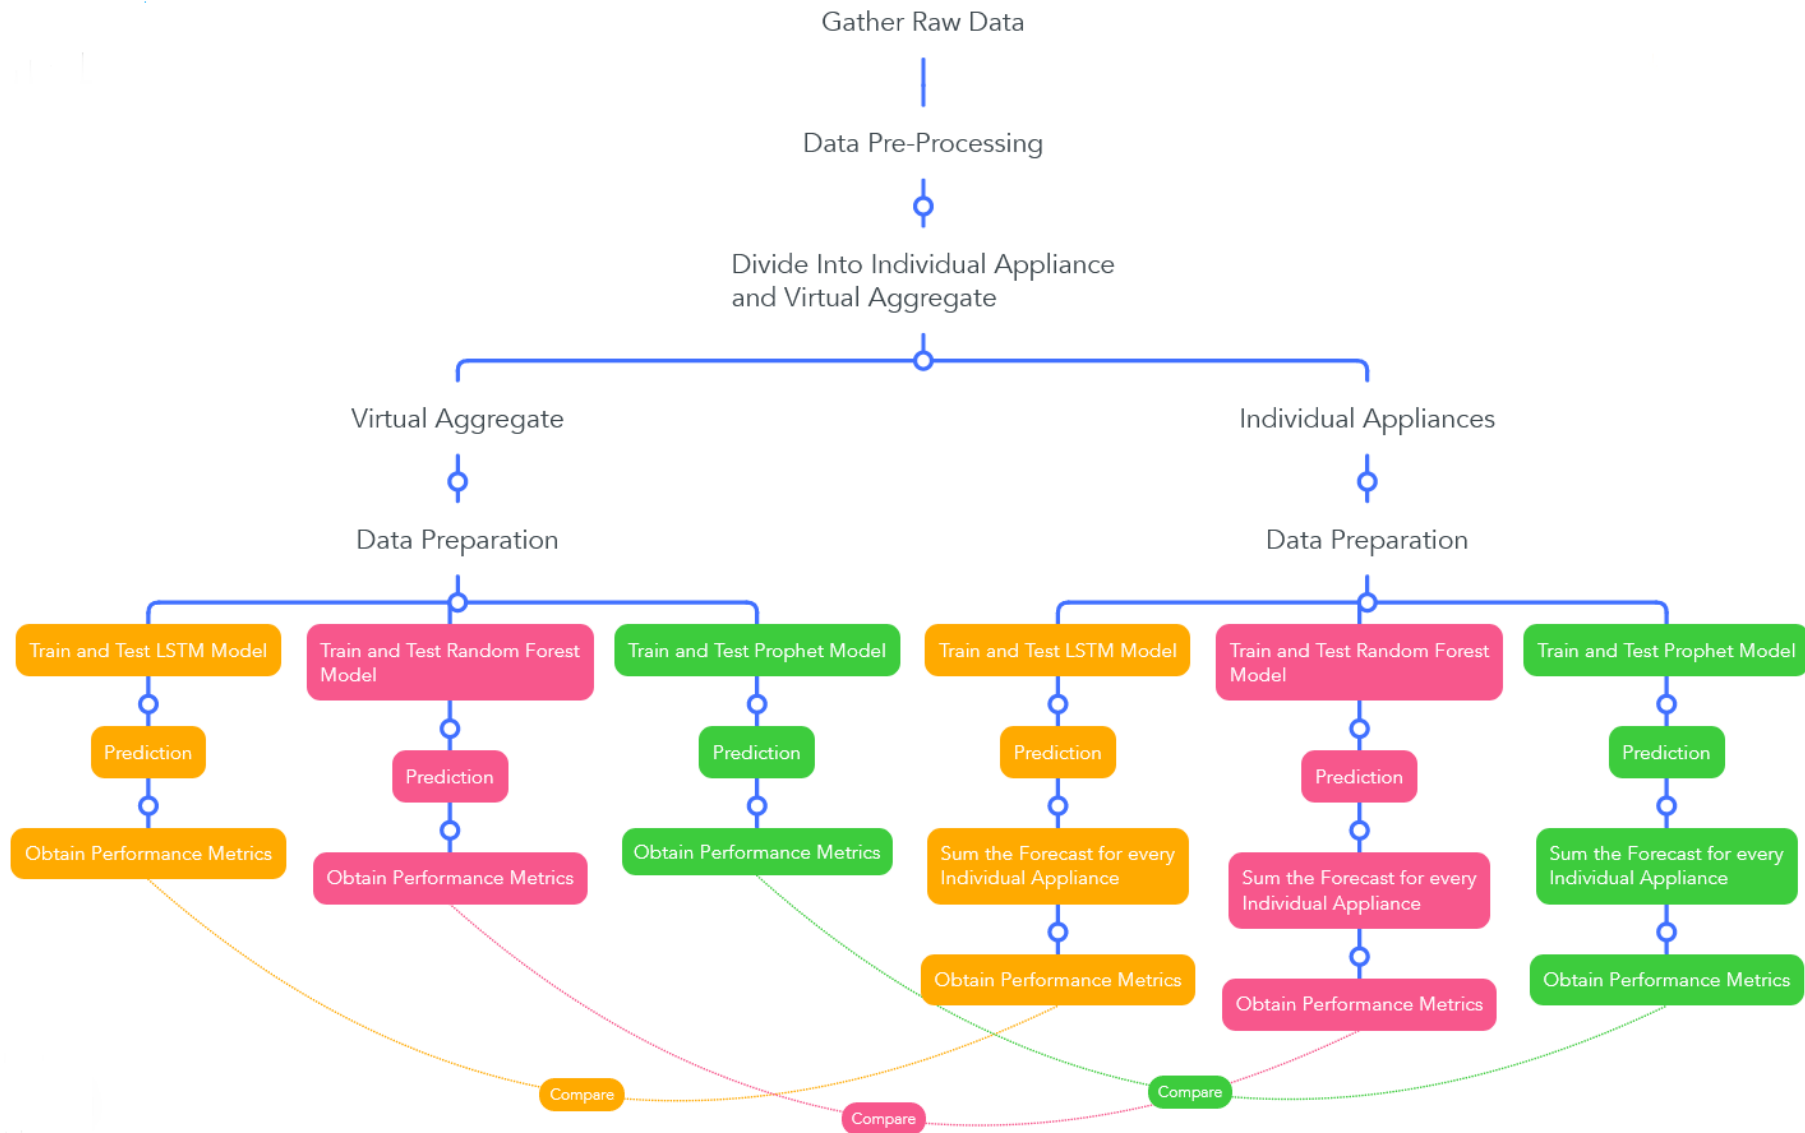 Gather Raw Data
Data Pre-Processing
Divide Into Individual Appliance
and Virtual Aggregate
Virtual Aggregate
Individual Appliances
Data Preparation
Data Preparation
Train and Test LSTM Model
Train and Test Random Forest
Model
Train and Test Prophet Model
Train and Test LSTM Model
Train and Test Random Forest
Model
Train and Test Prophet Model
Prediction
Prediction
Prediction
Prediction
Prediction
Prediction
Obtain Performance Metrics
Obtain Performance Metrics
Obtain Performance Metrics
Sum the Forecast for every
Individual Appliance
Sum the Forecast for every
Individual Appliance
Sum the Forecast for every
Individual Appliance
Obtain Performance Metrics
Obtain Performance Metrics
Obtain Performance Metrics
Compare
Compare
Compare